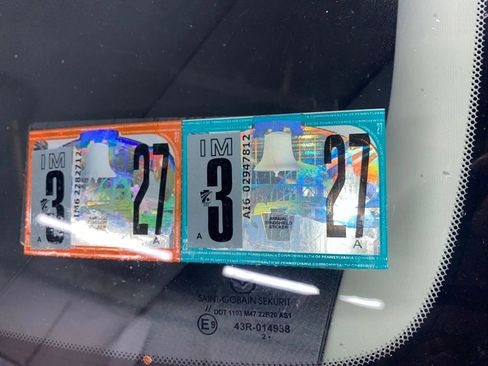 IM
3
A
27
A
IM
3
A
AI6 02947812
ANNUAL
WINDSHIELD
STICKER
27
A
COMMONWEALTH OF PENNSYLVANIA
SAINT-GOBAIN SEKURIT
// DOT 1103 M47 22R20 AS1
E9 43R-014938